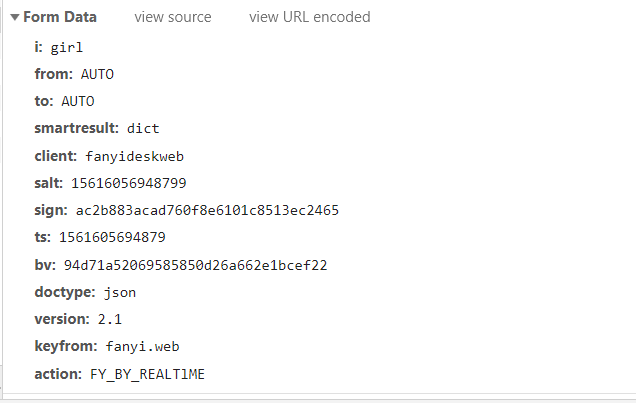 Form Data view source view URL encoded
i: girl
from: AUTO
to: AUTO
smartresult: dict
client: fanyideskweb
salt: 15616056948799
sign: ac2b883acad760f8e6101c8513ec2465
ts: 1561605694879
bv: 94d71a52069585850d26a662e1bcef22
doctype: json
version: 2.1
keyfrom: fanyi.web
action: FY_BY_REALTlME